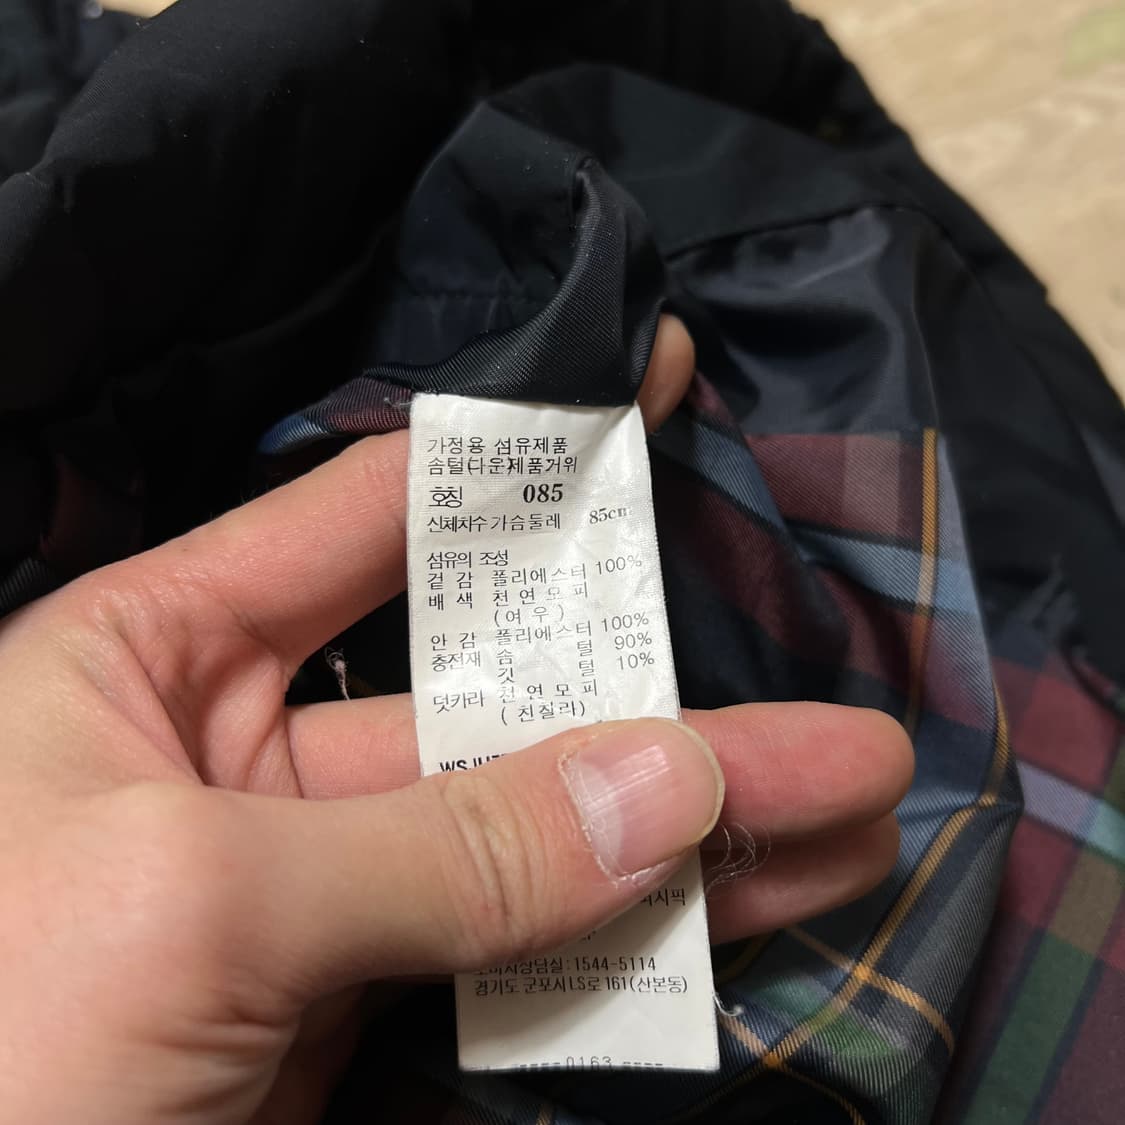 가정용 섬유제품
솜털(다운)제품거위
호칭 085
신체치수가슴둘레 85cm
섬유의 조성
겉감 폴리에스터 100%
배색 천연모피
(여우)
안감 폴리에스터 100%
충전재 솜털 90%
깃털 10%
덧카라 천연모피
(친칠라)
소비자상담실:1544-5114
경기도 군포시LS로 161(산본동)
----0163----